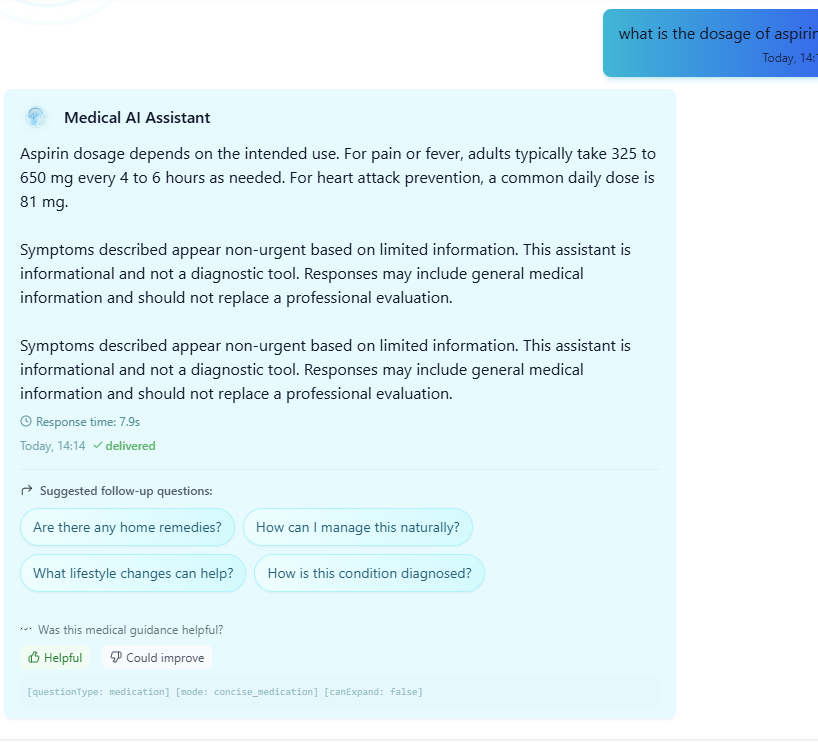 what is the dosage of aspirin
Today, 14:1
Medical AI Assistant
Aspirin dosage depends on the intended use. For pain or fever, adults typically take 325 to
650 mg every 4 to 6 hours as needed. For heart attack prevention, a common daily dose is
81 mg.
Symptoms described appear non-urgent based on limited information. This assistant is
informational and not a diagnostic tool. Responses may include general medical
information and should not replace a professional evaluation.
Symptoms described appear non-urgent based on limited information. This assistant is
informational and not a diagnostic tool. Responses may include general medical
information and should not replace a professional evaluation.
Response time: 7.9s
Today, 14:14 ✓ delivered
Suggested follow-up questions:
Are there any home remedies? How can I manage this naturally?
What lifestyle changes can help? How is this condition diagnosed?
Was this medical guidance helpful?
Helpful Could improve
[questionType: medication] [mode: concise_medication] [canExpand: false]